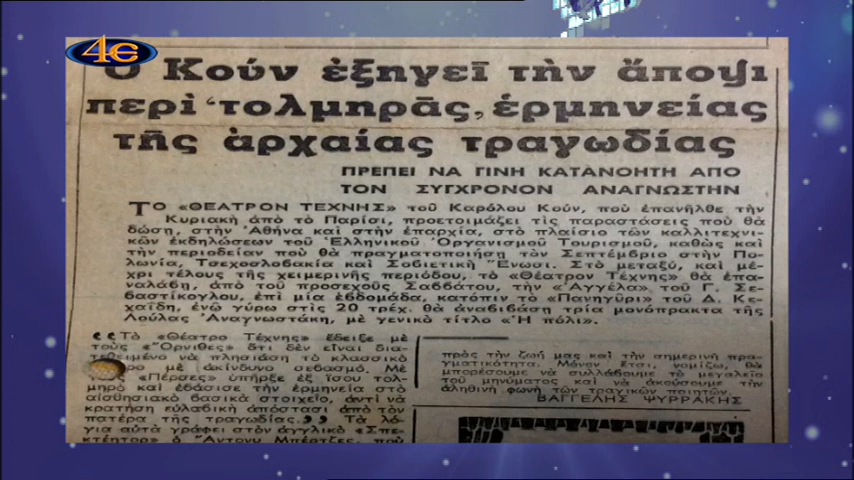 4ε
Ὁ Κούν ἐξηγεῖ τὴν ἄποψι
περὶ ‘τολμηρᾶς, ἑρμηνείας
τῆς ἀρχαίας τραγωδίας
ΠΡΕΠΕΙ ΝΑ ΓΙΝΗ ΚΑΤΑΝΟΗΤΗ ΑΠΟ
ΤΟΝ ΣΥΓΧΡΟΝΟΝ ΑΝΑΓΝΩΣΤΗΝ
ΤΟ «ΘΕΑΤΡΟΝ ΤΕΧΝΗΣ» τοῦ Καρόλου Κούν, ποὺ ἐπανῆλθε τὴν
Κυριακὴ ἀπὸ τὸ Παρίσι, προετοιμάζει τὶς παραστάσεις ποὺ θὰ
δώση, στὴν Ἀθήνα καὶ στὴν ἐπαρχία, στὸ πλαίσιο τῶν καλλιτεχνι-
κῶν ἐκδηλώσεων τοῦ Ἑλληνικοῦ Ὀργανισμοῦ Τουρισμοῦ, καθὼς καὶ
τὴν περιοδείαν ποὺ θὰ πραγματοποιήση τὸν Σεπτέμβριο στὴν Πο-
λωνία, Τσεχοσλοβακία καὶ Σοβιετικὴ Ἕνωσι. Στὸ μεταξύ, καὶ μέ-
χρι τέλους τῆς χειμερινῆς περιόδου, τὸ «Θέατρον Τέχνης» θὰ ἐπα-
ναλάβη, ἀπὸ τοῦ προσεχοῦς Σαββάτου, τὴν «Ἀγγέλα» τοῦ Γ. Σε-
βαστίκογλου, ἐπὶ μία ἑβδομάδα, κατόπιν τὸ «Πανηγύρι» τοῦ Δ. Κε-
χαΐδη, ἐνῶ γύρω στὶς 20 τρέχ. θὰ ἀναβιβάση τρία μονόπρακτα τῆς
Λούλας Ἀναγνωστάκη, μὲ γενικὸ τίτλο «Ἡ πόλι».
“Τὸ «Θέατρο Τέχνης» ἔδειξε μὲ
τοὺς «Ὄρνιθες» ὅτι δὲν εἶναι δια-
τεθειμένο νὰ πλησιάση τὸ κλασσικὸ
μὲ ἀκίνδυνο σεβασμό. Μὲ
τοὺς «Πέρσες» ὑπῆρξε ἐξ ἴσου τολ-
μηρὸ καὶ ἐβάσισε τὴν ἑρμηνεία στὸ
αἰσθησιακὸ βασικὰ στοιχεῖο, ἀντὶ νὰ
κρατήση εὐλαβικὴ ἀπόστασι ἀπὸ τὸν
πατέρα τῆς τραγωδίας.” Τὰ λό-
για αὐτὰ γράφει στὸν ἀγγλικὸ «Σπε-
κτέητορ» ὁ Ἄντονυ Μπέρτζες, ποὺ
πρὸς τὴν ζωή μας καὶ τὴν σημερινὴ πρα-
γματικότητα. Μόνον ἔτσι, νομίζω, θὰ
μπορέσουμε νὰ συλλάβουμε τὸ μεγαλεῖο
τοῦ μηνύματος καὶ νὰ ἀκούσουμε τὴν
ἀληθινὴ φωνὴ τῶν τραγικῶν ποιητῶν.
ΒΑΓΓΕΛΗΣ ΨΥΡΡΑΚΗΣ